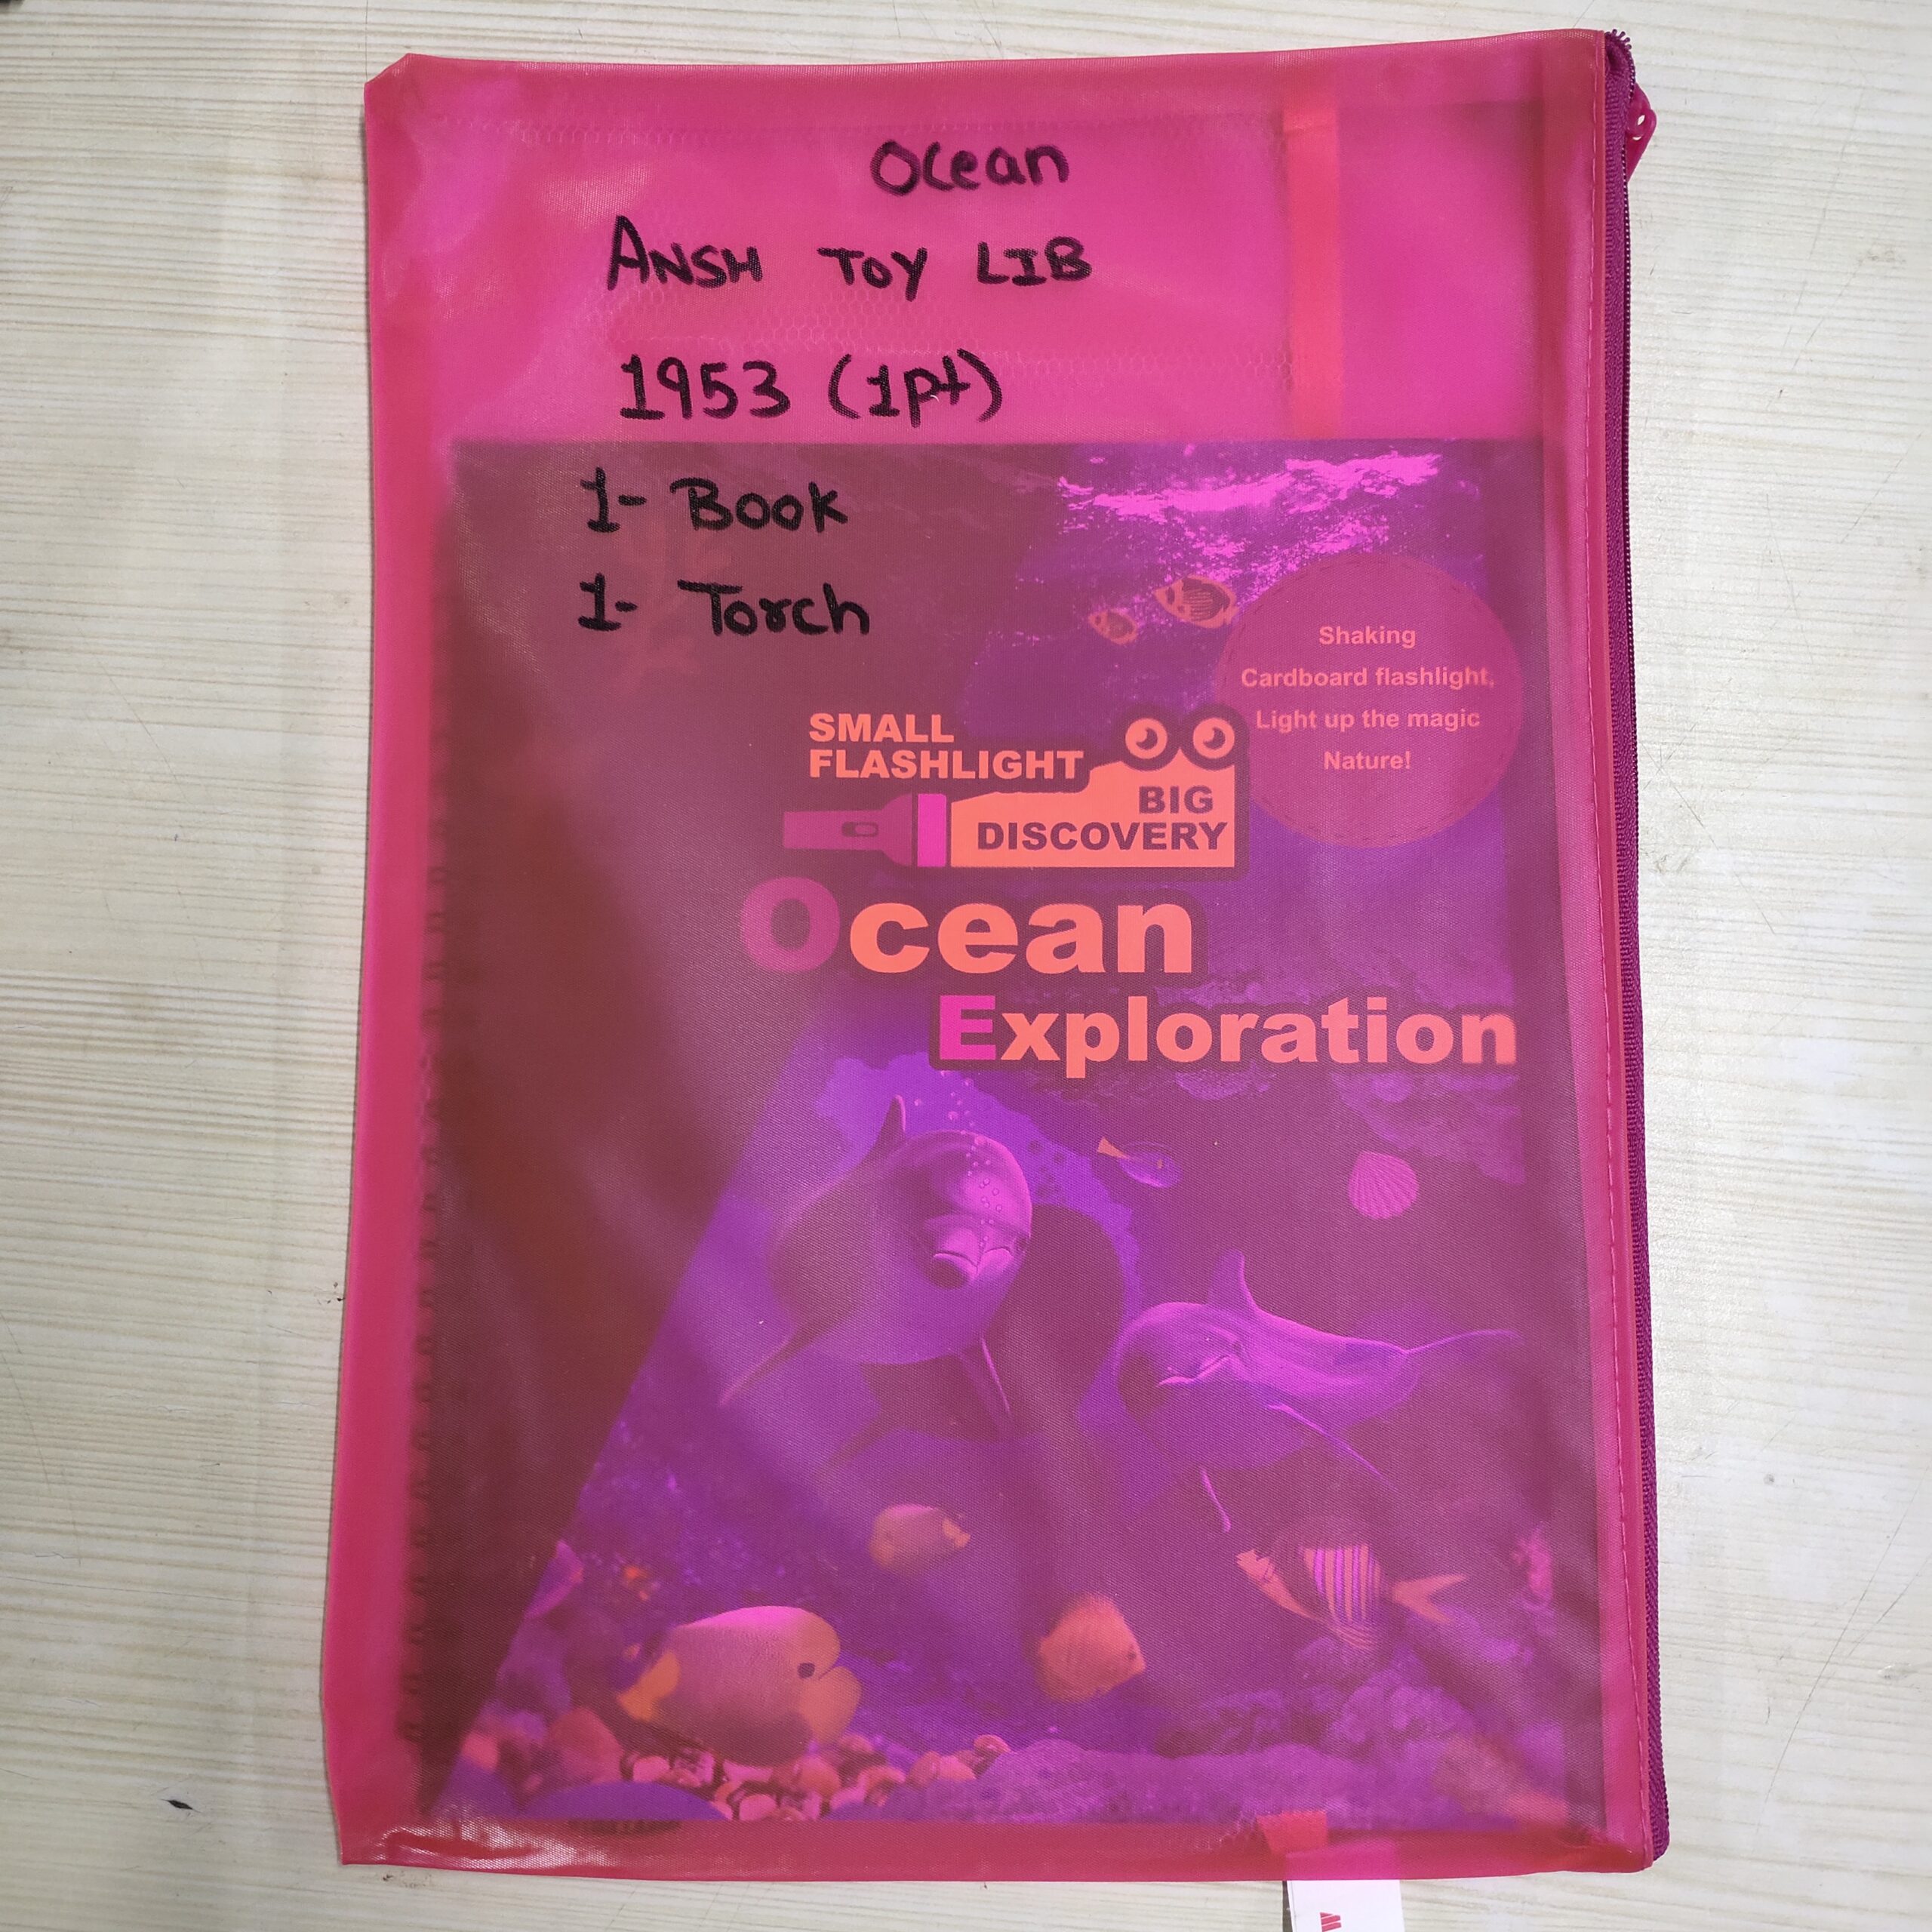 Ocean
ANSH TOY LIB
1953 (1pt)
1- Book
1- Torch
Shaking
Cardboard flashlight,
Light up the magic
Nature!
SMALL
FLASHLIGHT
BIG
DISCOVERY
Ocean
Exploration